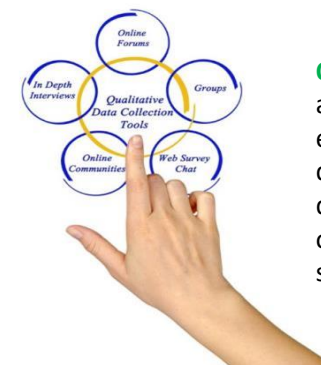 Online
Forums
In Depth
Interviews
Groups
Qualitative
Data Collection
Tools
Online
Communities
Web Survey
Chat